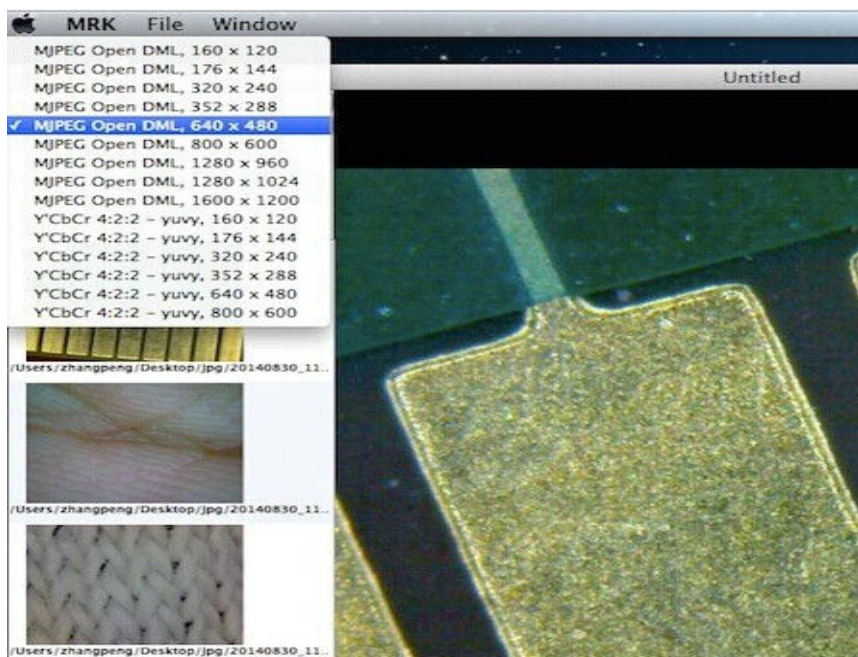 MRK File Window
MJPEG Open DML, 160 x 120
MJPEG Open DML, 176 x 144
MJPEG Open DML, 320 x 240
MJPEG Open DML, 352 x 288
✓ MJPEG Open DML, 640 x 480
MJPEG Open DML, 800 x 600
MJPEG Open DML, 1280 x 960
MJPEG Open DML, 1280 x 1024
MJPEG Open DML, 1600 x 1200
Y'CbCr 4:2:2 - yuvy, 160 x 120
Y'CbCr 4:2:2 - yuvy, 176 x 144
Y'CbCr 4:2:2 - yuvy, 320 x 240
Y'CbCr 4:2:2 - yuvy, 352 x 288
Y'CbCr 4:2:2 - yuvy, 640 x 480
Y'CbCr 4:2:2 - yuvy, 800 x 600
Untitled
/Users/zhangpeng/Desktop/jpg/20140830_11...
/Users/zhangpeng/Desktop/jpg/20140830_11...
/Users/zhangpeng/Desktop/jpg/20140830_11...